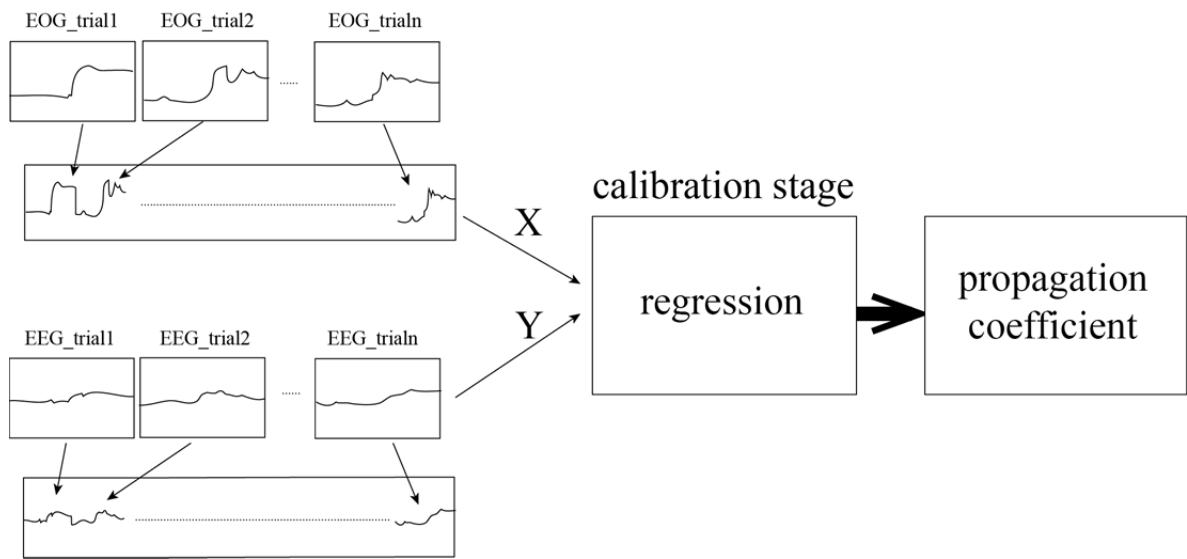 EOG_trial1 EOG_trial2 EOG_trialn
......
X
EEG_trial1 EEG_trial2 EEG_trialn
......
Y
calibration stage
regression
propagation
coefficient